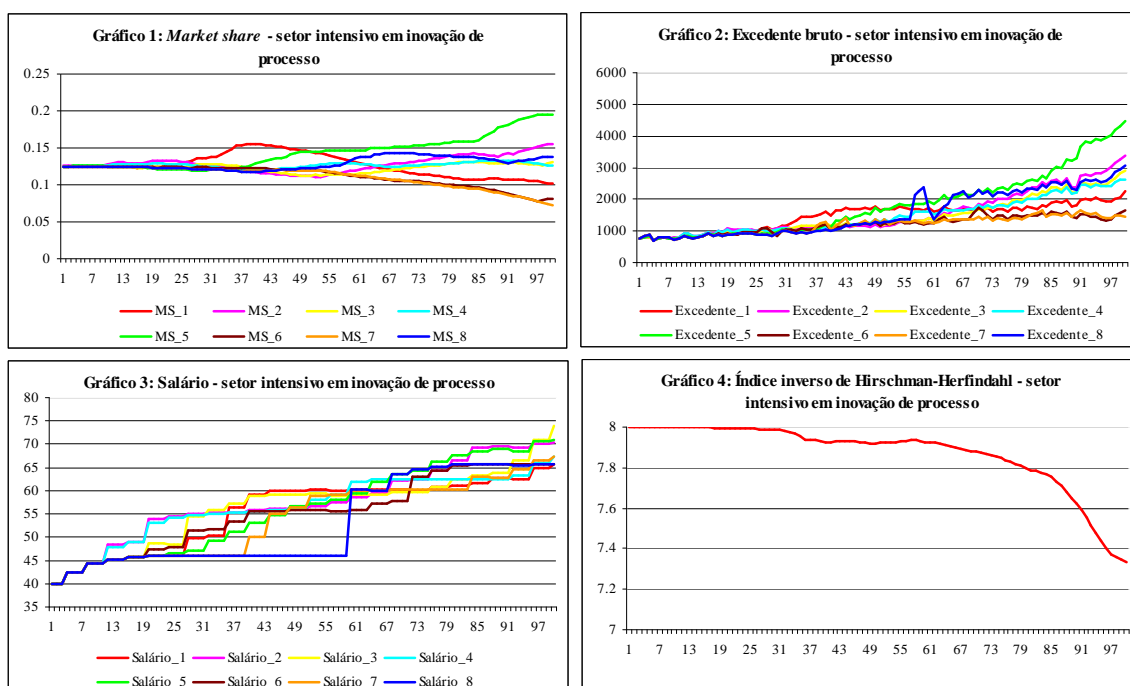 Gráfico 1: Market share - setor intensivo em inovação de
processo
0.25
0.2
0.15
0.1
0.05
0
1 7 13 19 25 31 37 43 49 55 61 67 73 79 85 91 97
MS_1 MS_2 MS_3 MS_4
MS_5 MS_6 MS_7 MS_8
Gráfico 2: Excedente bruto - setor intensivo em inovação de
processo
6000
5000
4000
3000
2000
1000
0
1 7 13 19 25 31 37 43 49 55 61 67 73 79 85 91 97
Excedente_1 Excedente_2 Excedente_3 Excedente_4
Excedente_5 Excedente_6 Excedente_7 Excedente_8
Gráfico 3: Salário - setor intensivo em inovação de processo
80
75
70
65
60
55
50
45
40
35
1 7 13 19 25 31 37 43 49 55 61 67 73 79 85 91 97
Salário_1 Salário_2 Salário_3 Salário_4
Salário_5 Salário_6 Salário_7 Salário_8
Gráfico 4: Índice inverso de Hirschman-Herfindahl - setor
intensivo em inovação de processo
8
7.8
7.6
7.4
7.2
7
1 7 13 19 25 31 37 43 49 55 61 67 73 79 85 91 97